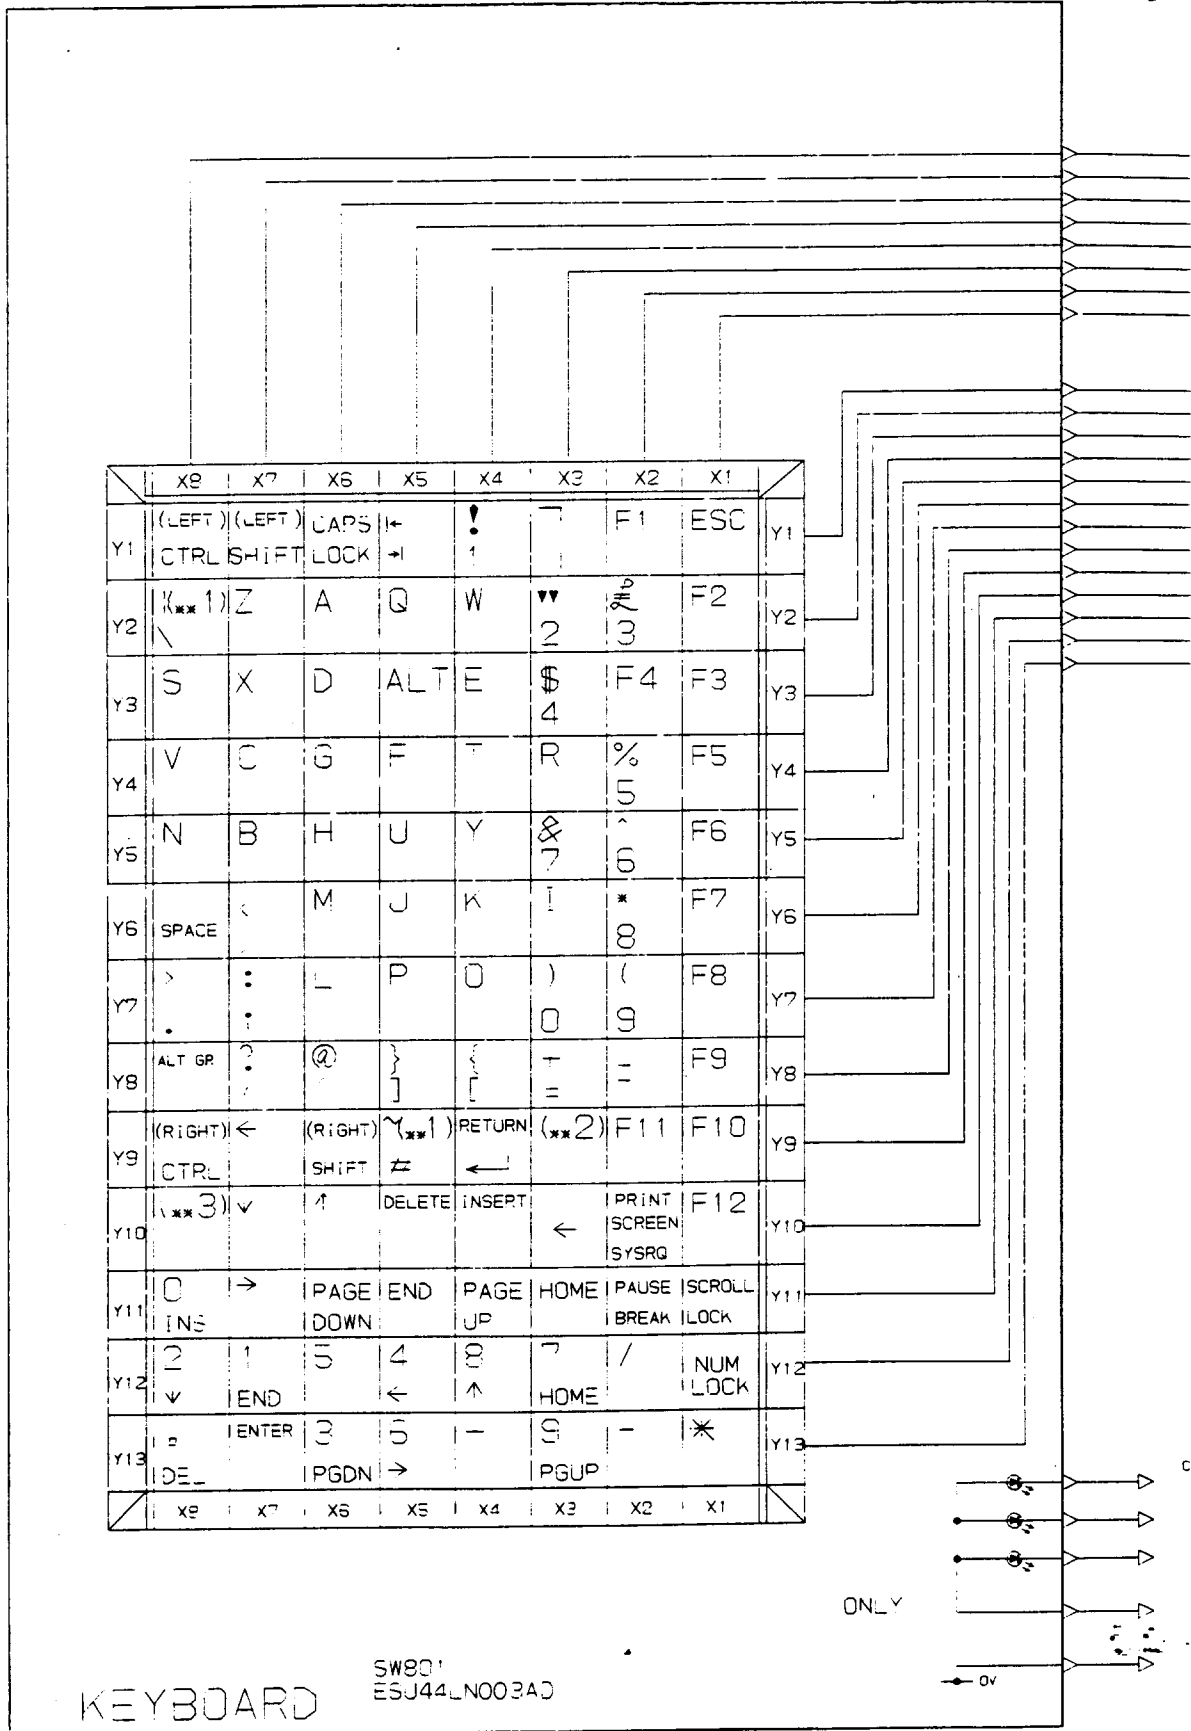 X8 X7 X6 X5 X4 X3 X2 X1
Y1 (LEFT) CTRL (LEFT) SHIFT CAPS LOCK |← →| ! 1 F1 ESC Y1
Y2 (**1) \ Z A Q W " 2 3 F2 Y2
Y3 S X D ALT E $ 4 F4 F3 Y3
Y4 V C G F T R % 5 F5 Y4
Y5 N B H U Y & 7 ^ 6 F6 Y5
Y6 SPACE < M J K I * 8 F7 Y6
Y7 > . : ; L P O ) 0 ( 9 F8 Y7
Y8 ALT GR ? / @ } ] { [ + = F9 Y8
Y9 (RIGHT) CTRL ← (RIGHT) SHIFT ~(**1) # RETURN (**2) F11 F10 Y9
Y10 (**3) ↓ ↑ DELETE INSERT ← PRINT SCREEN SYSRQ F12 Y10
Y11 0 INS → PAGE DOWN END PAGE UP HOME PAUSE BREAK SCROLL LOCK Y11
Y12 2 ↓ 1 END 5 4 ← 8 ↑ 7 HOME / NUM LOCK Y12
Y13 DEL ENTER 3 PGDN 6 → 9 PGUP - * Y13
X8 X7 X6 X5 X4 X3 X2 X1
ONLY
0V
SW801
KEYBOARD